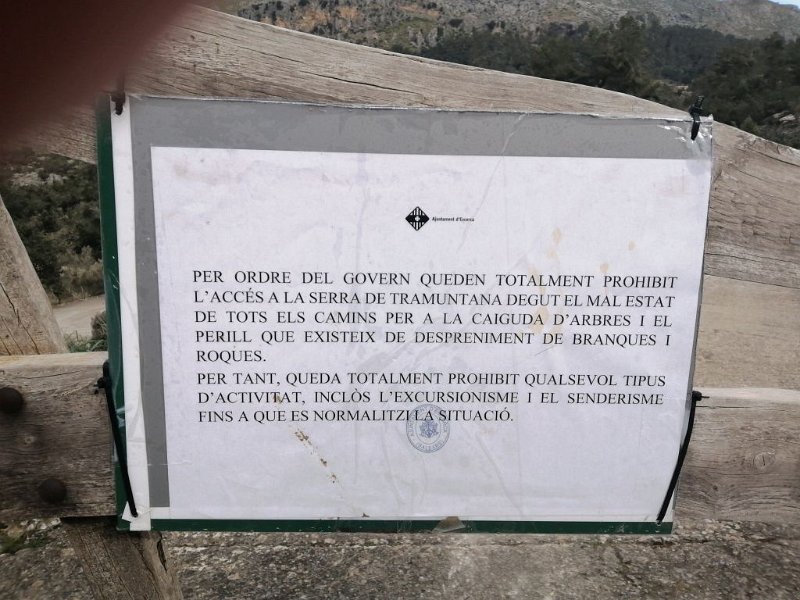 Ajuntament d'Escorca
PER ORDRE DEL GOVERN QUEDEN TOTALMENT PROHIBIT
L'ACCÉS A LA SERRA DE TRAMUNTANA DEGUT EL MAL ESTAT
DE TOTS ELS CAMINS PER A LA CAIGUDA D'ARBRES I EL
PERILL QUE EXISTEIX DE DESPRENIMENT DE BRANQUES I
ROQUES.
PER TANT, QUEDA TOTALMENT PROHIBIT QUALSEVOL TIPUS
D'ACTIVITAT, INCLÒS L'EXCURSIONISME I EL SENDERISME
FINS A QUE ES NORMALITZI LA SITUACIÓ.